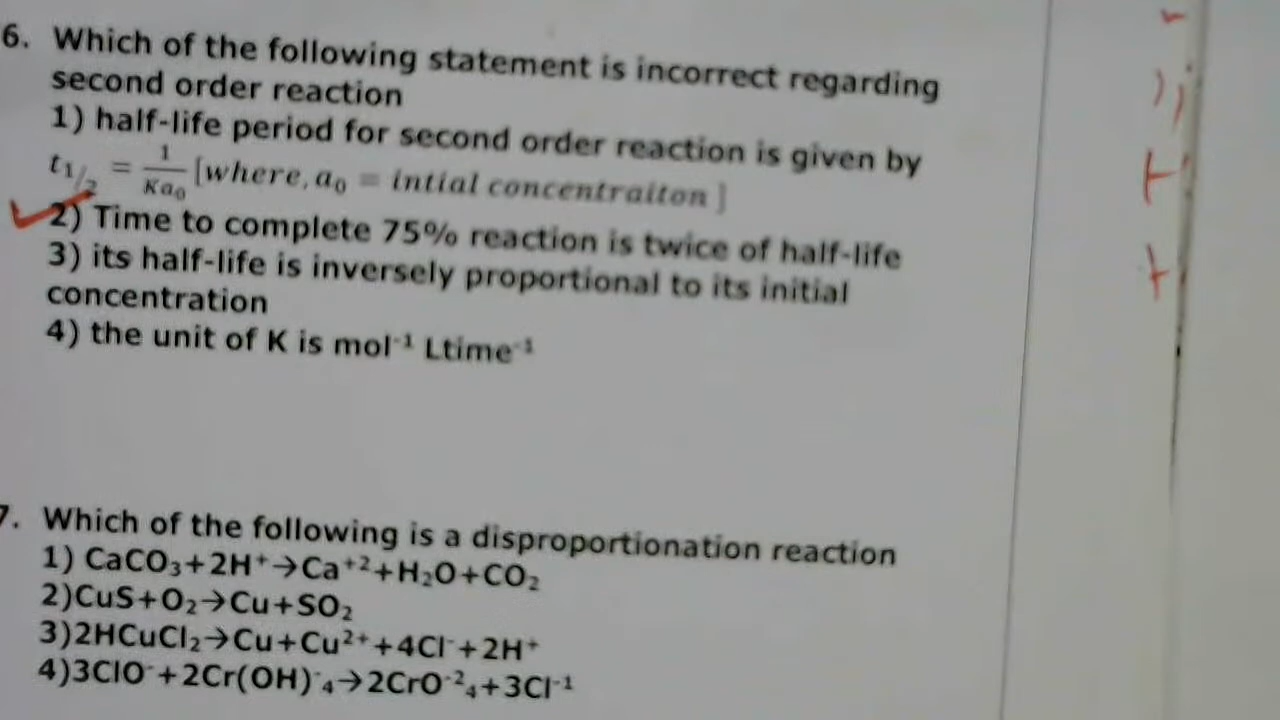 6. Which of the following statement is incorrect regarding
second order reaction
1) half-life period for second order reaction is given by
t₁/₂ = 1/Ka₀ [where, a₀ = intial concentraiton]
2) Time to complete 75% reaction is twice of half-life
3) its half-life is inversely proportional to its initial
concentration
4) the unit of K is mol⁻¹ Ltime⁻¹
7. Which of the following is a disproportionation reaction
1) CaCO₃+2H⁺→Ca⁺²+H₂O+CO₂
2)CuS+O₂→Cu+SO₂
3)2HCuCl₂→Cu+Cu²⁺+4Cl⁻+2H⁺
4)3ClO⁻+2Cr(OH)⁻₄→2CrO⁻²₄+3Cl⁻¹